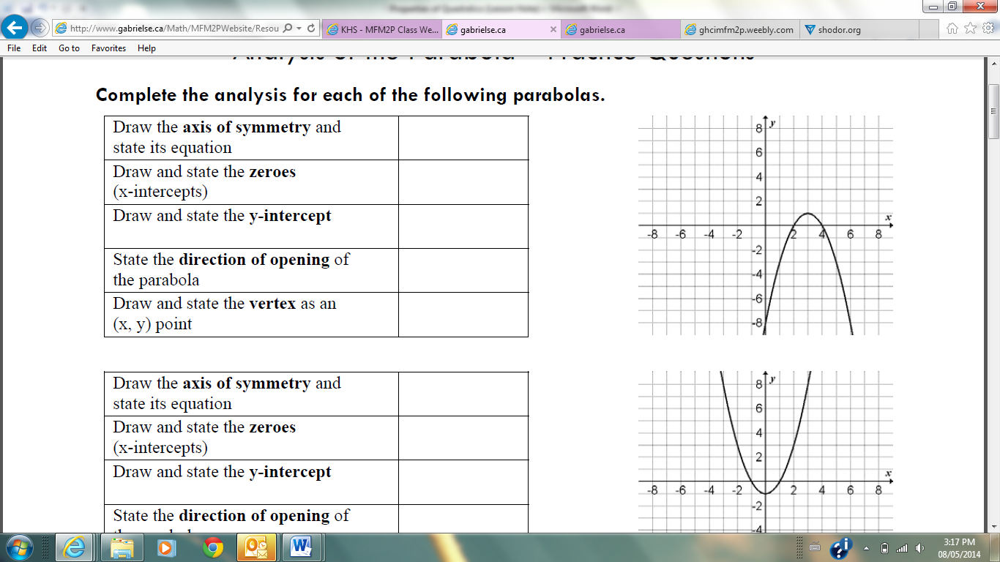 http://www.gabrielse.ca/Math/MFM2PWebsite/Resou
KHS - MFM2P Class We...
gabrielse.ca
gabrielse.ca
ghcimfm2p.weebly.com
shodor.org
File Edit Go to Favorites Help
Analysis of the Parabola – Practice Questions
Complete the analysis for each of the following parabolas.
Draw the axis of symmetry and
state its equation
Draw and state the zeroes
(x-intercepts)
Draw and state the y-intercept
State the direction of opening of
the parabola
Draw and state the vertex as an
(x, y) point
y
8
6
4
2
x
-8 -6 -4 -2 2 4 6 8
-2
-4
-6
-8
Draw the axis of symmetry and
state its equation
Draw and state the zeroes
(x-intercepts)
Draw and state the y-intercept
State the direction of opening of
y
8
6
4
2
x
-8 -6 -4 -2 2 4 6 8
-2
-4
3:17 PM
08/05/2014